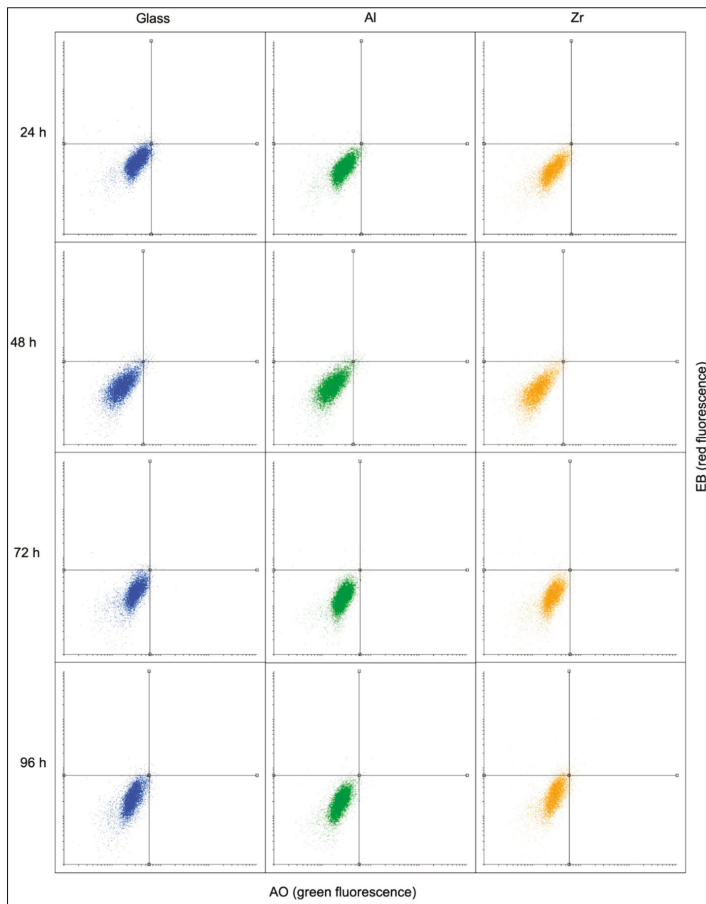 Glass Al Zr
24 h
48 h
72 h
96 h
EB (red fluorescence)
AO (green fluorescence)